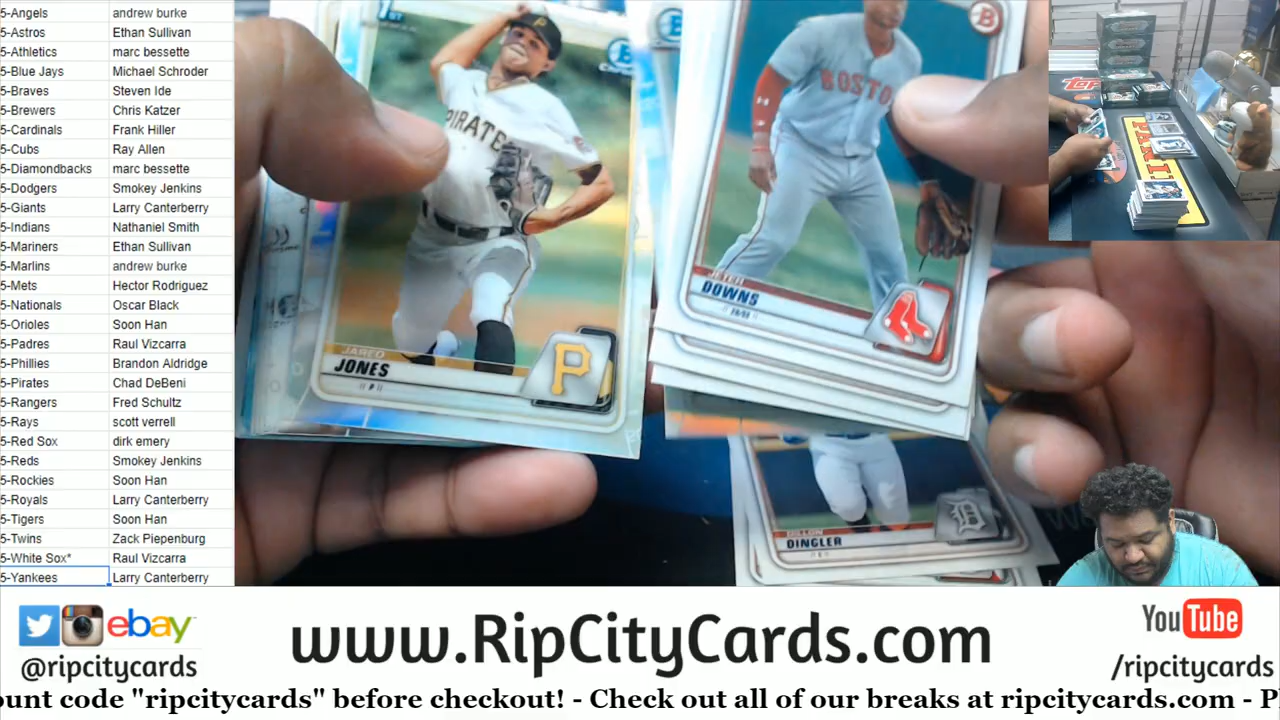 5-Angels andrew burke
5-Astros Ethan Sullivan
5-Athletics marc bessette
5-Blue Jays Michael Schroder
5-Braves Steven Ide
5-Brewers Chris Katzer
5-Cardinals Frank Hiller
5-Cubs Ray Allen
5-Diamondbacks marc bessette
5-Dodgers Smokey Jenkins
5-Giants Larry Canterberry
5-Indians Nathaniel Smith
5-Mariners Ethan Sullivan
5-Marlins andrew burke
5-Mets Hector Rodriguez
5-Nationals Oscar Black
5-Orioles Soon Han
5-Padres Raul Vizcarra
5-Phillies Brandon Aldridge
5-Pirates Chad DeBeni
5-Rangers Fred Schultz
5-Rays scott verrell
5-Red Sox dirk emery
5-Reds Smokey Jenkins
5-Rockies Soon Han
5-Royals Larry Canterberry
5-Tigers Soon Han
5-Twins Zack Piepenburg
5-White Sox* Raul Vizcarra
5-Yankees Larry Canterberry
1ST
B
PIRATE
JARED
JONES
P
P
B
BOSTON
JETER
DOWNS
DILLON
DINGLER
Topps
PANINI
ebay
@ripcitycards
www.RipCityCards.com
YouTube
/ripcitycards
ount code "ripcitycards" before checkout! - Check out all of our breaks at ripcitycards.com - P